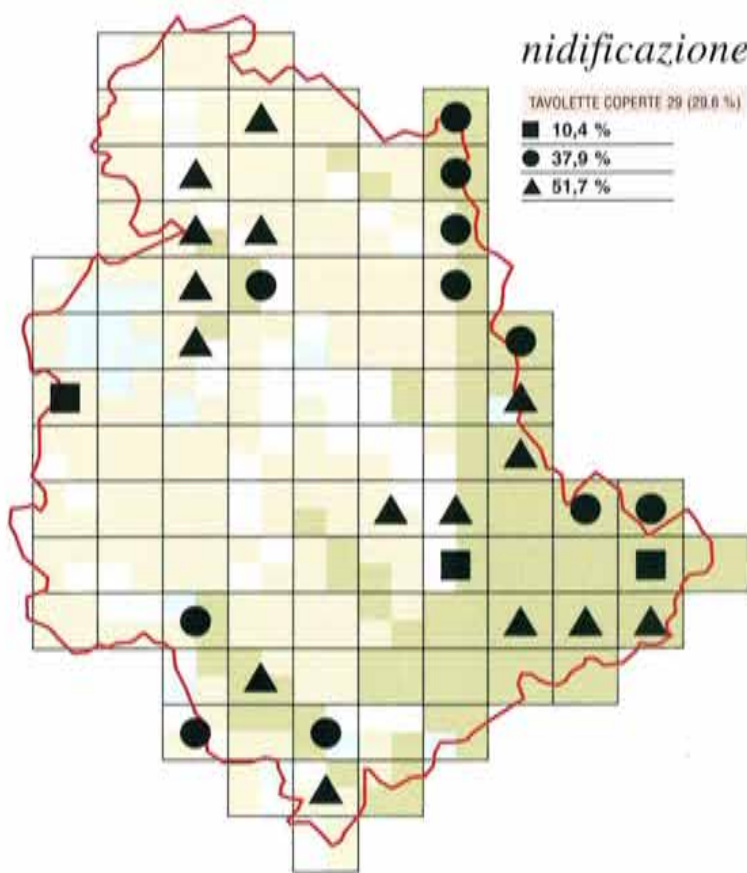 nidificazione
TAVOLETTE COPERTE 29 (29.6 %)
■ 10,4 %
● 37,9 %
▲ 51,7 %